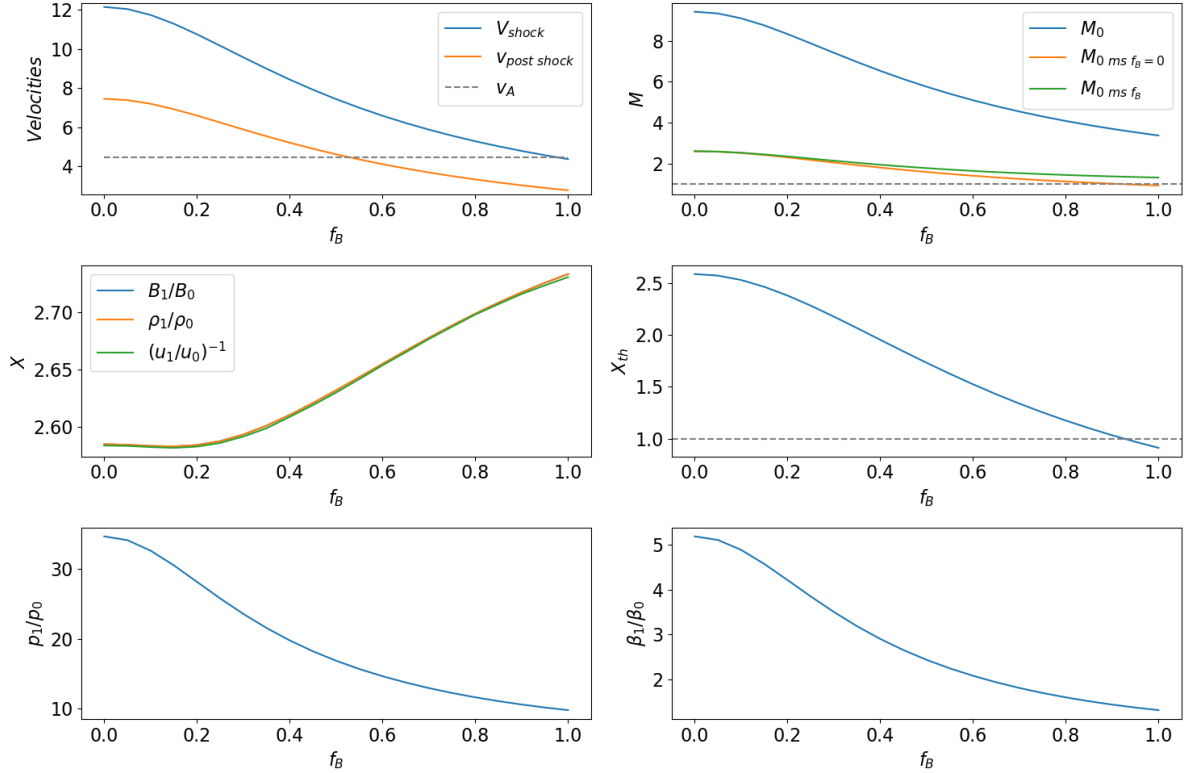 Velocities
12
10
8
6
4
V_shock
v_post shock
v_A
0.0 0.2 0.4 0.6 0.8 1.0
f_B
M
8
6
4
2
M_0
M_0 ms f_B=0
M_0 ms f_B
0.0 0.2 0.4 0.6 0.8 1.0
f_B
X
2.70
2.65
2.60
B_1/B_0
ρ_1/ρ_0
(u_1/u_0)^−1
0.0 0.2 0.4 0.6 0.8 1.0
f_B
X_th
2.5
2.0
1.5
1.0
0.0 0.2 0.4 0.6 0.8 1.0
f_B
p_1/p_0
30
20
10
0.0 0.2 0.4 0.6 0.8 1.0
f_B
β_1/β_0
5
4
3
2
0.0 0.2 0.4 0.6 0.8 1.0
f_B